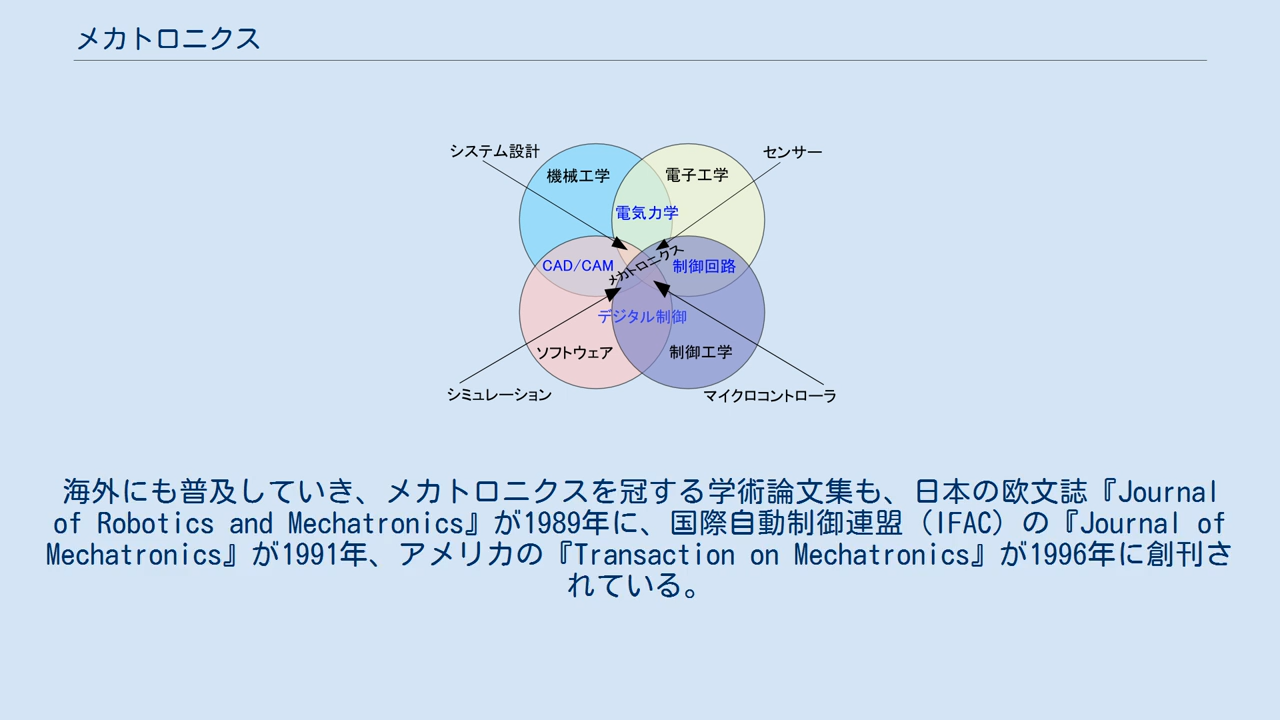 メカトロニクス
システム設計
センサー
機械工学
電子工学
電気力学
CAD/CAM
メカトロニクス
制御回路
デジタル制御
ソフトウェア
制御工学
シミュレーション
マイクロコントローラ
海外にも普及していき、メカトロニクスを冠する学術論文集も、日本の欧文誌『Journal
of Robotics and Mechatronics』が1989年に、国際自動制御連盟（IFAC）の『Journal of
Mechatronics』が1991年、アメリカの『Transaction on Mechatronics』が1996年に創刊さ
れている。